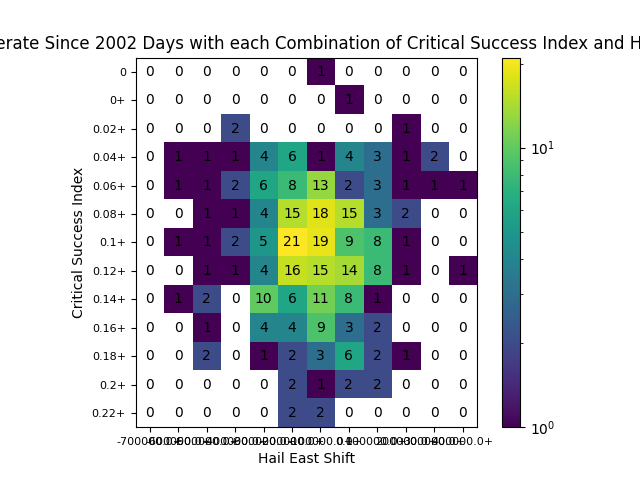 erate Since 2002 Days with each Combination of Critical Success Index and H
0 0 0 0 0 0 0 1 0 0 0 0 0
0+ 0 0 0 0 0 0 0 1 0 0 0 0
0.02+ 0 0 0 2 0 0 0 0 0 1 0 0
0.04+ 0 1 1 1 4 6 1 4 3 1 2 0
0.06+ 0 1 1 2 6 8 13 2 3 1 1 1
0.08+ 0 0 1 1 4 15 18 15 3 2 0 0
0.1+ 0 1 1 2 5 21 19 9 8 1 0 0
0.12+ 0 0 1 1 4 16 15 14 8 1 0 1
0.14+ 0 1 2 0 10 6 11 8 1 0 0 0
0.16+ 0 0 1 0 4 4 9 3 2 0 0 0
0.18+ 0 0 2 0 1 2 3 6 2 1 0 0
0.2+ 0 0 0 0 0 2 1 2 2 0 0 0
0.22+ 0 0 0 0 0 2 2 0 0 0 0 0
Critical Success Index
Hail East Shift
10¹
10⁰